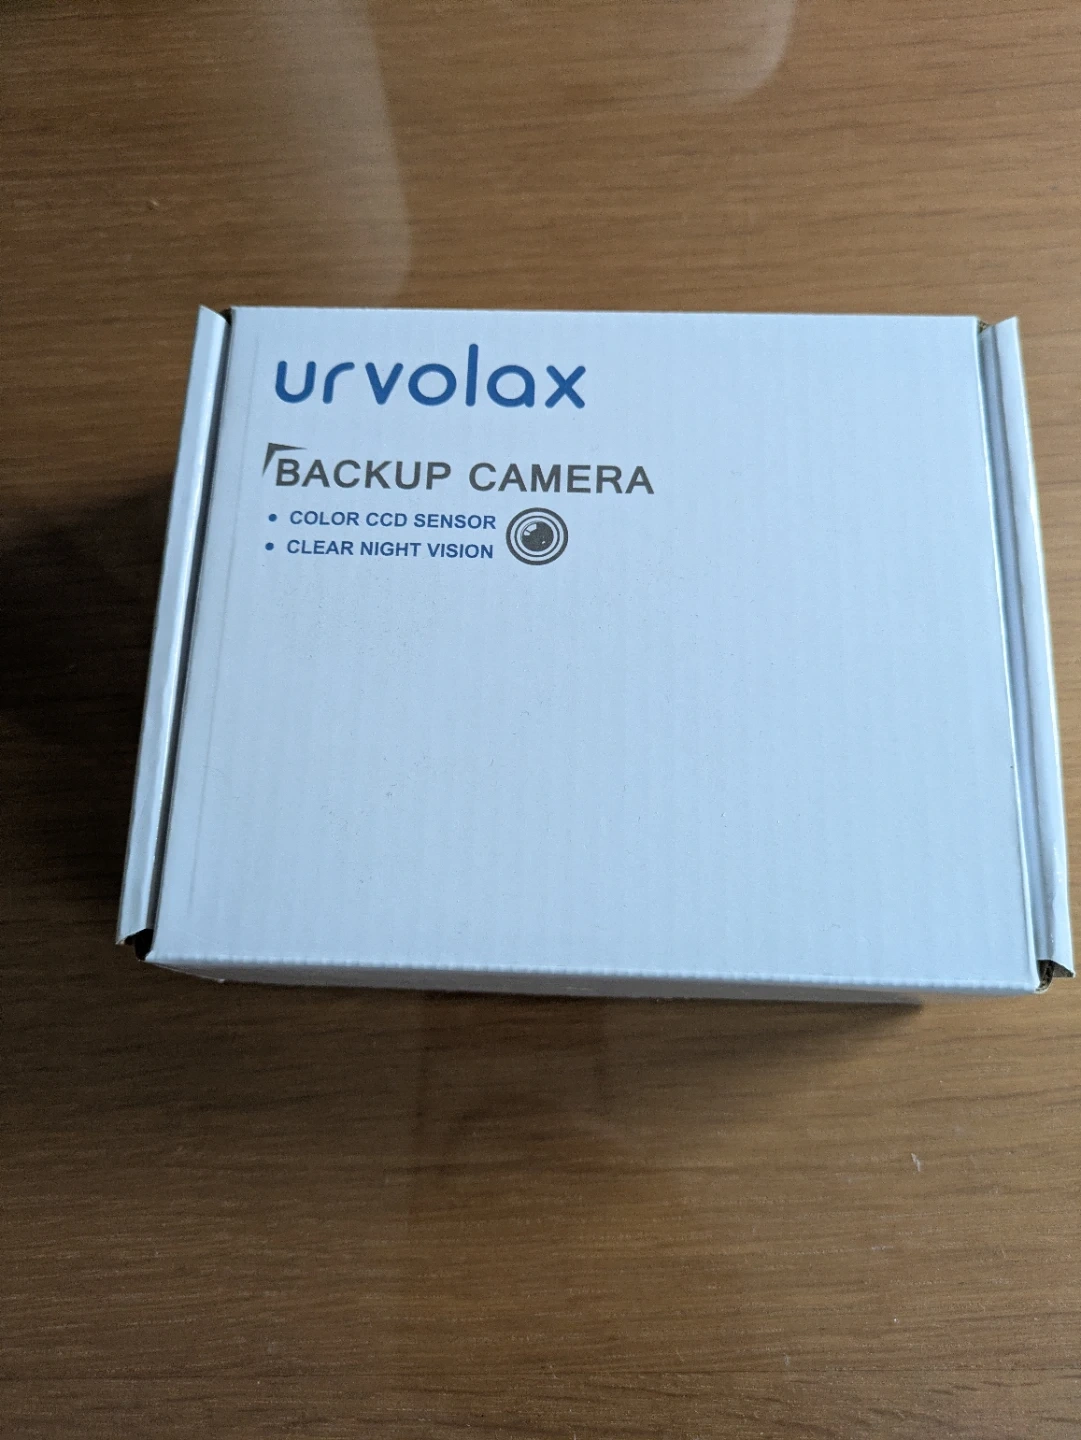 urvolax
BACKUP CAMERA
• COLOR CCD SENSOR
• CLEAR NIGHT VISION